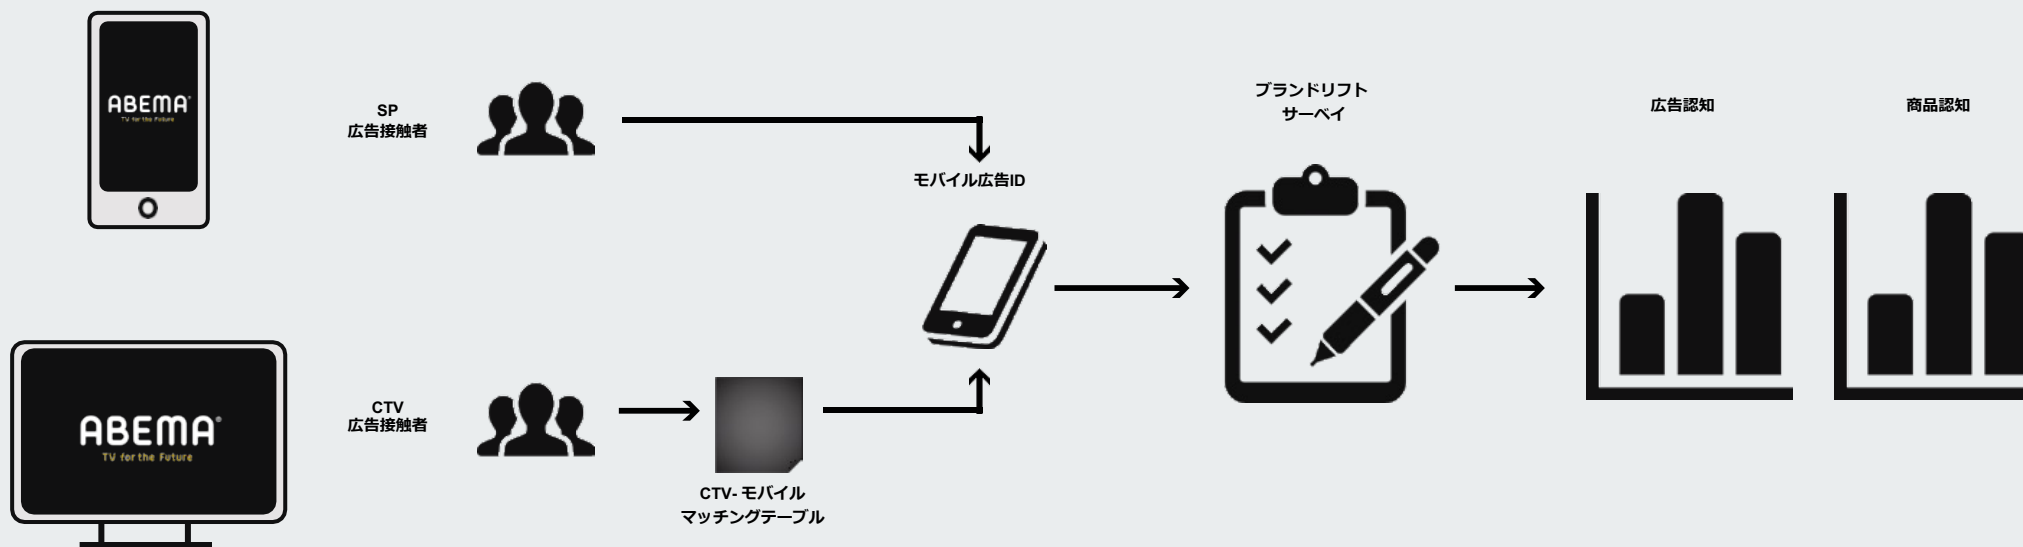 ABEMA
TV for the Future
SP
広告接触者
モバイル広告ID
ブランドリフト
サーベイ
広告認知
商品認知
ABEMA
TV for the Future
CTV
広告接触者
CTV- モバイル
マッチングテーブル